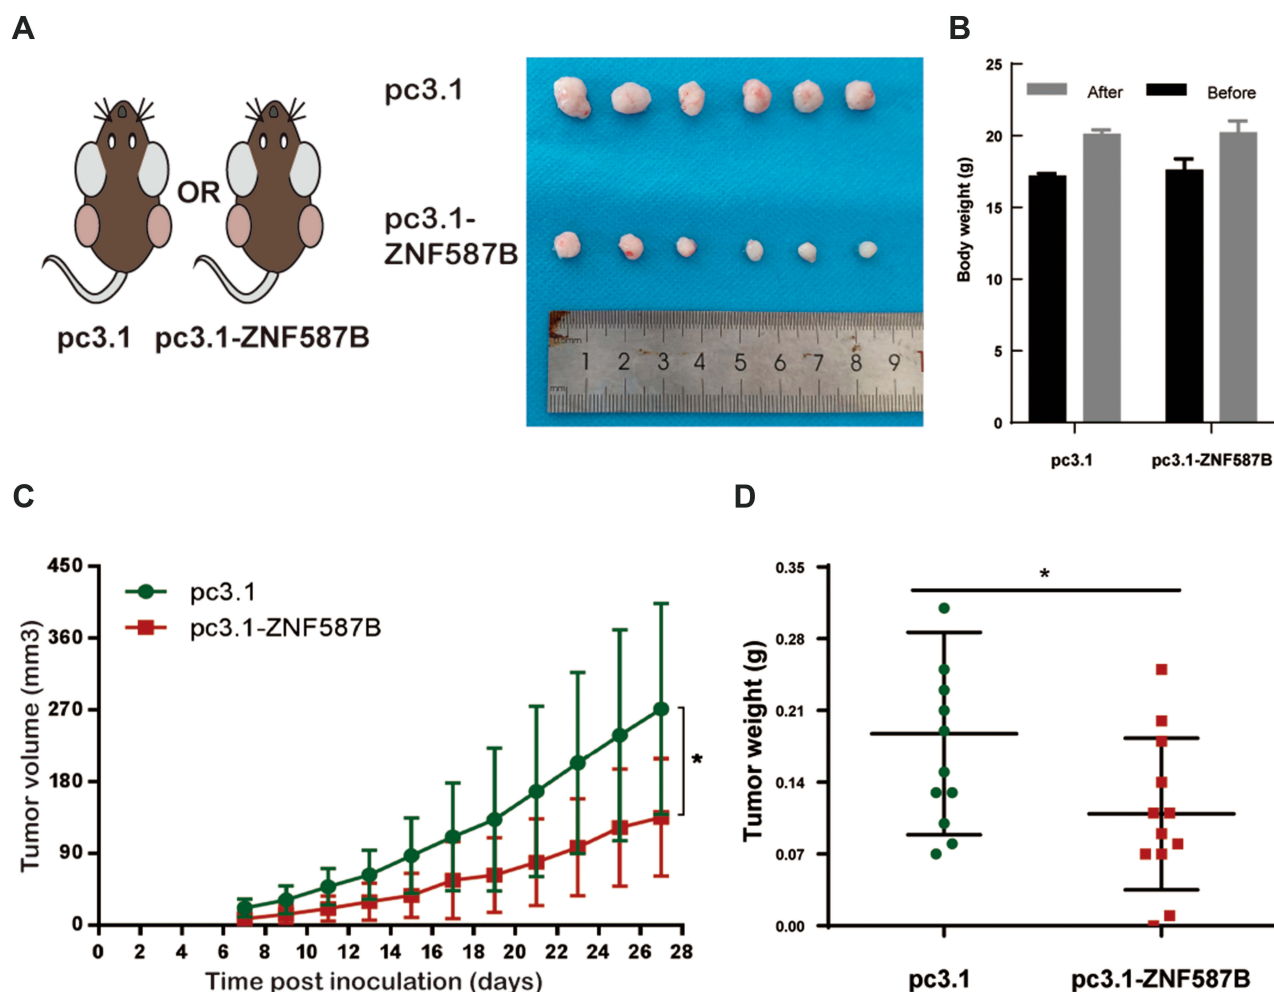 A
pc3.1
OR
pc3.1-
ZNF587B
pc3.1 pc3.1-ZNF587B
0.5mm
1 2 3 4 5 6 7 8 9 1
mm
B
25
20
15
10
5
0
After Before
Body weight (g)
pc3.1 pc3.1-ZNF587B
C
450
360
270
180
90
0
pc3.1
pc3.1-ZNF587B
*
Tumor volume (mm3)
0 2 4 6 8 10 12 14 16 18 20 22 24 26 28
Time post inoculation (days)
D
0.35
0.28
0.21
0.14
0.07
0.00
*
Tumor weight (g)
pc3.1 pc3.1-ZNF587B